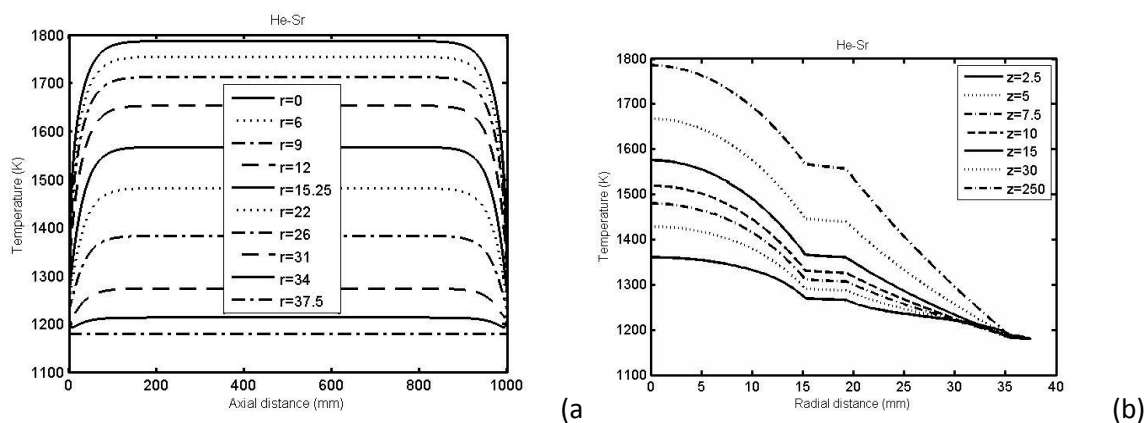 He-Sr
1800
1700
1600
1500
1400
1300
1200
1100
Temperature (K)
0
200
400
600
800
1000
Axial distance (mm)
r=0
r=6
r=9
r=12
r=15.25
r=22
r=26
r=31
r=34
r=37.5
(a
He-Sr
1800
1700
1600
1500
1400
1300
1200
1100
Temperature (K)
0
5
10
15
20
25
30
35
40
Radial distance (mm)
z=2.5
z=5
z=7.5
z=10
z=15
z=30
z=250
(b)